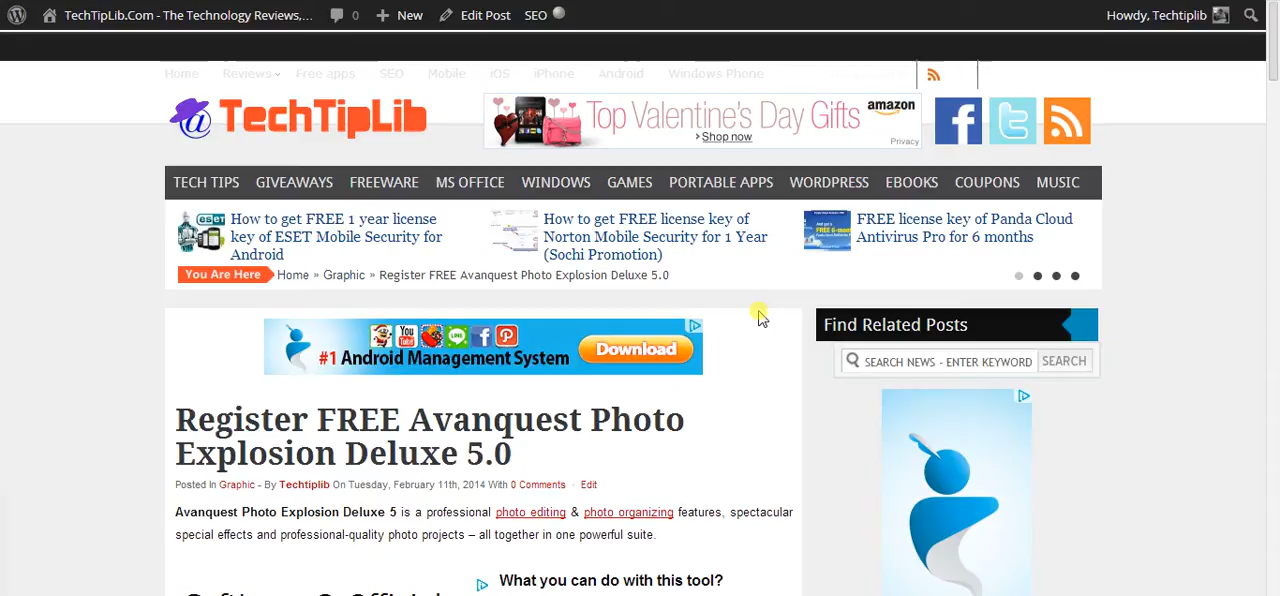 TechTipLib.Com - The Technology Reviews,... 0 New Edit Post SEO Howdy, Techtiplib
Home Reviews Free apps SEO Mobile iOS iPhone Android Windows Phone
TechTipLib
Top Valentine's Day Gifts amazon
Shop now
Privacy
TECH TIPS GIVEAWAYS FREEWARE MS OFFICE WINDOWS GAMES PORTABLE APPS WORDPRESS EBOOKS COUPONS MUSIC
How to get FREE 1 year license
key of ESET Mobile Security for
Android
How to get FREE license key of
Norton Mobile Security for 1 Year
(Sochi Promotion)
FREE license key of Panda Cloud
Antivirus Pro for 6 months
You Are Here Home » Graphic » Register FREE Avanquest Photo Explosion Deluxe 5.0
#1 Android Management System Download
Find Related Posts
SEARCH NEWS - ENTER KEYWORD SEARCH
Register FREE Avanquest Photo
Explosion Deluxe 5.0
Posted In Graphic - By Techtiplib On Tuesday, February 11th, 2014 With 0 Comments · Edit
Avanquest Photo Explosion Deluxe 5 is a professional photo editing & photo organizing features, spectacular
special effects and professional-quality photo projects – all together in one powerful suite.
What you can do with this tool?